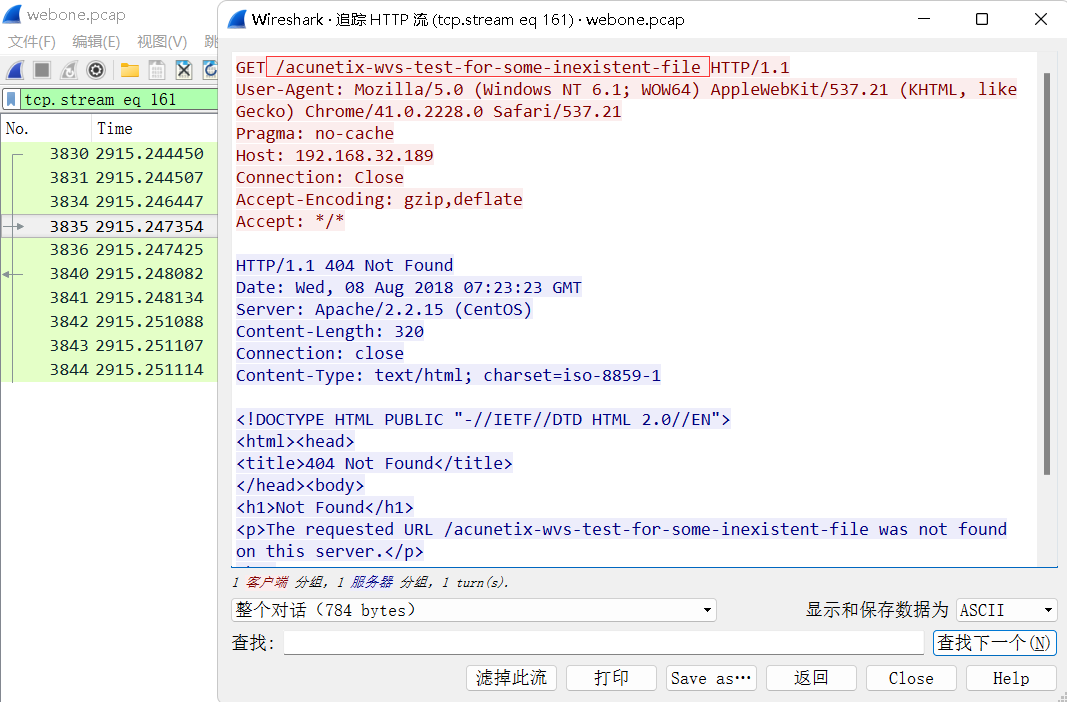 webone.pcap
文件(F) 编辑(E) 视图(V) 跳
tcp.stream eq 161
No. Time
3830 2915.244450
3831 2915.244507
3834 2915.246447
3835 2915.247354
3836 2915.247425
3840 2915.248082
3841 2915.248134
3842 2915.251088
3843 2915.251107
3844 2915.251114
Wireshark · 追踪 HTTP 流 (tcp.stream eq 161) · webone.pcap
GET /acunetix-wvs-test-for-some-inexistent-file HTTP/1.1
User-Agent: Mozilla/5.0 (Windows NT 6.1; WOW64) AppleWebKit/537.21 (KHTML, like
Gecko) Chrome/41.0.2228.0 Safari/537.21
Pragma: no-cache
Host: 192.168.32.189
Connection: Close
Accept-Encoding: gzip,deflate
Accept: */*
HTTP/1.1 404 Not Found
Date: Wed, 08 Aug 2018 07:23:23 GMT
Server: Apache/2.2.15 (CentOS)
Content-Length: 320
Connection: close
Content-Type: text/html; charset=iso-8859-1
<!DOCTYPE HTML PUBLIC "-//IETF//DTD HTML 2.0//EN">
<html><head>
<title>404 Not Found</title>
</head><body>
<h1>Not Found</h1>
<p>The requested URL /acunetix-wvs-test-for-some-inexistent-file was not found
on this server.</p>
1 客户端 分组, 1 服务器 分组, 1 turn(s).
整个对话 (784 bytes)
显示和保存数据为 ASCII
查找:
查找下一个(N)
滤掉此流 打印 Save as… 返回 Close Help